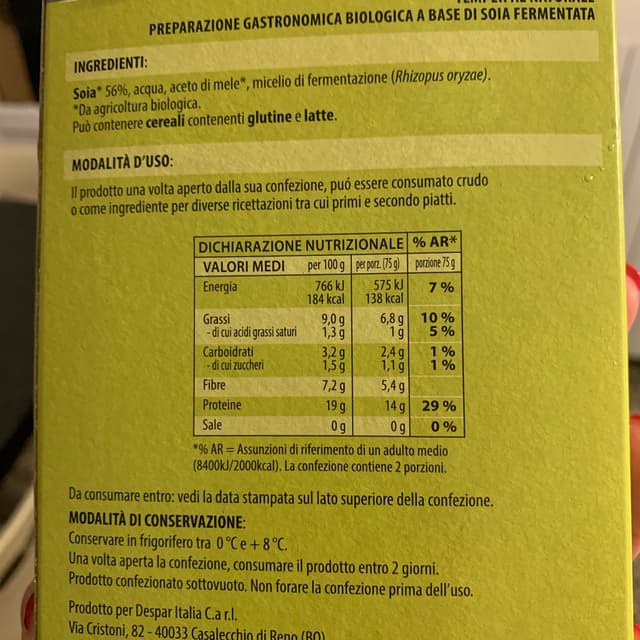 PREPARAZIONE GASTRONOMICA BIOLOGICA A BASE DI SOIA FERMENTATA
INGREDIENTI:
Soia* 56%, acqua, aceto di mele*, micelio di fermentazione (Rhizopus oryzae).
*Da agricoltura biologica.
Può contenere cereali contenenti glutine e latte.
MODALITÀ D'USO:
Il prodotto una volta aperto dalla sua confezione, puó essere consumato crudo
o come ingrediente per diverse ricettazioni tra cui primi e secondo piatti.
DICHIARAZIONE NUTRIZIONALE % AR*
VALORI MEDI per 100 g per porz. (75 g) porzione 75 g
Energia 766 kJ 575 kJ 7 %
184 kcal 138 kcal
Grassi 9,0 g 6,8 g 10 %
- di cui acidi grassi saturi 1,3 g 1 g 5 %
Carboidrati 3,2 g 2,4 g 1 %
- di cui zuccheri 1,5 g 1,1 g 1 %
Fibre 7,2 g 5,4 g
Proteine 19 g 14 g 29 %
Sale 0 g 0 g 0 %
*% AR = Assunzioni di riferimento di un adulto medio
(8400kJ/2000kcal). La confezione contiene 2 porzioni.
Da consumare entro: vedi la data stampata sul lato superiore della confezione.
MODALITÀ DI CONSERVAZIONE:
Conservare in frigorifero tra 0°C e +8°C.
Una volta aperta la confezione, consumare il prodotto entro 2 giorni.
Prodotto confezionato sottovuoto. Non forare la confezione prima dell'uso.
Prodotto per Despar Italia C.a r.l.
Via Cristoni, 82 - 40033 Casalecchio di Reno (BO)